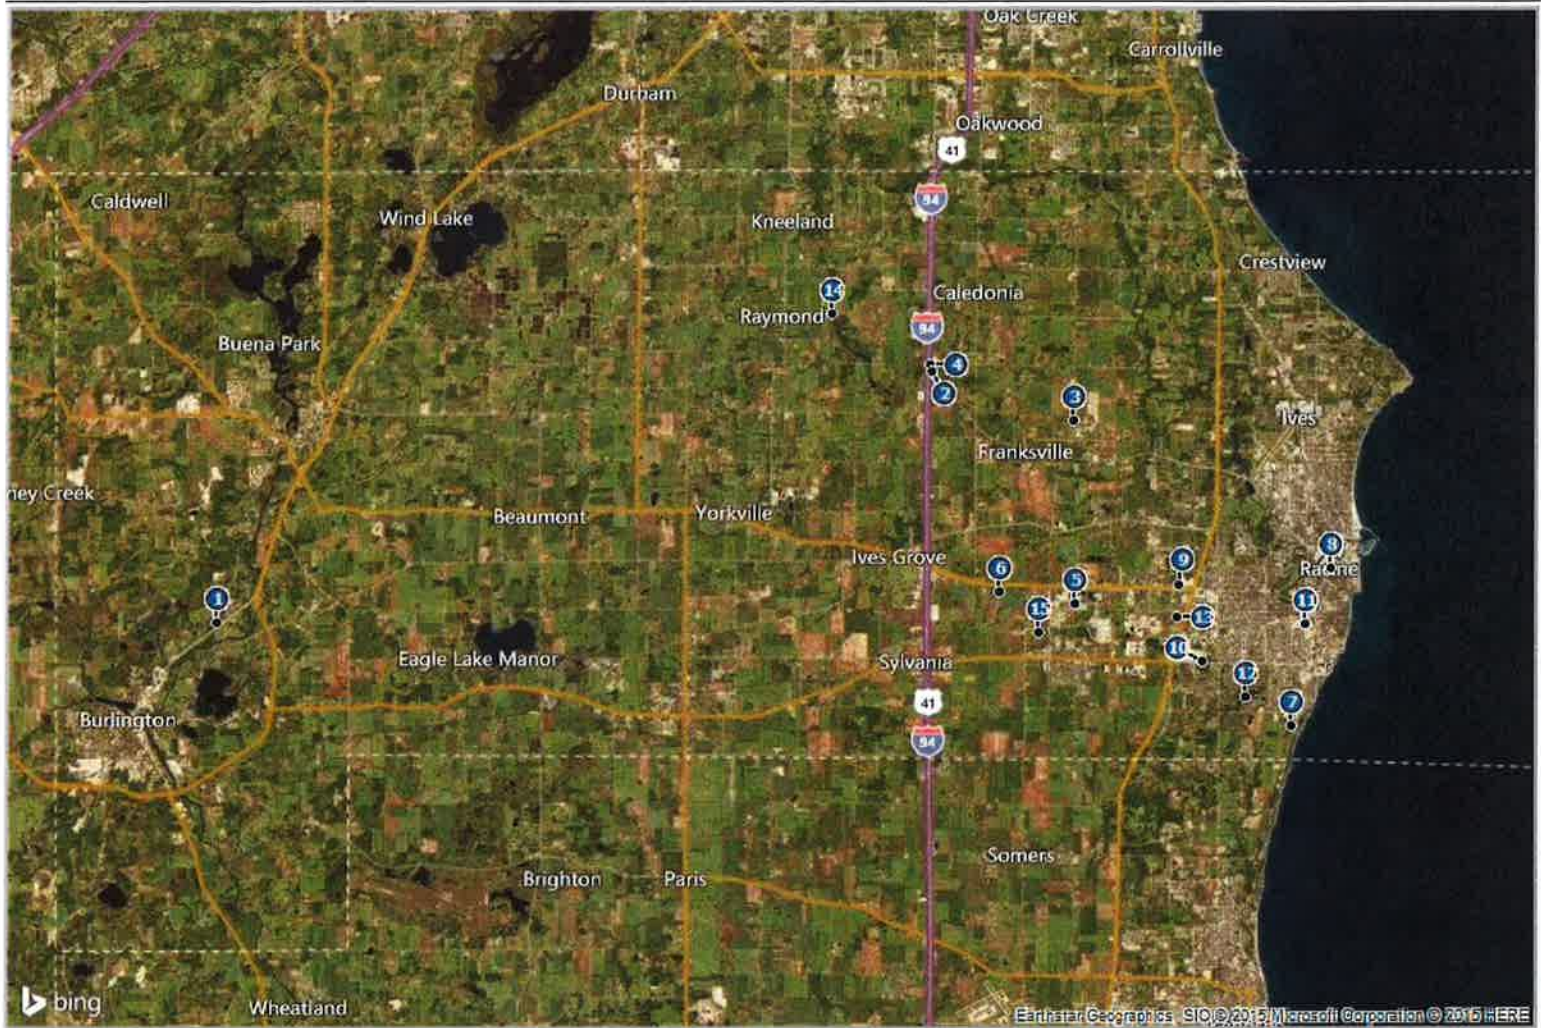 Oak Creek
Carrollville
Durham
Oakwood
41
94
Caldwell
Wind Lake
Kneeland
Crestview
14
Caledonia
Raymond
94
Buena Park
4
2
3
Ives
Franksville
ney Creek
Beaumont
Yorkville
Ives Grove
8
9
6
5
Racine
1
15
11
13
10
Eagle Lake Manor
Sylvania
12
41
7
Burlington
94
Somers
Brighton
Paris
bing
Wheatland
Earthstar Geographics SIO © 2015 Microsoft Corporation © 2015 HERE